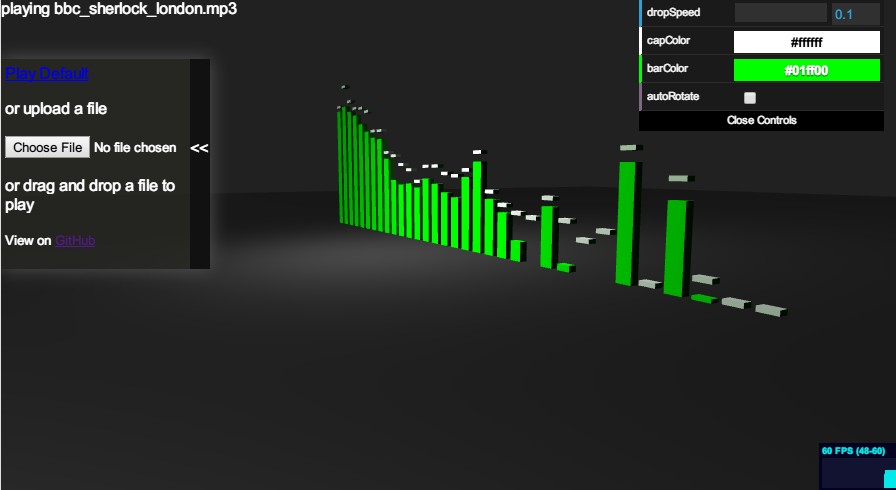 playing bbc_sherlock_london.mp3
Play Default
or upload a file
Choose File No file chosen
<<
or drag and drop a file to
play
View on GitHub
dropSpeed 0.1
capColor #ffffff
barColor #01ff00
autoRotate
Close Controls
60 FPS (48-60)